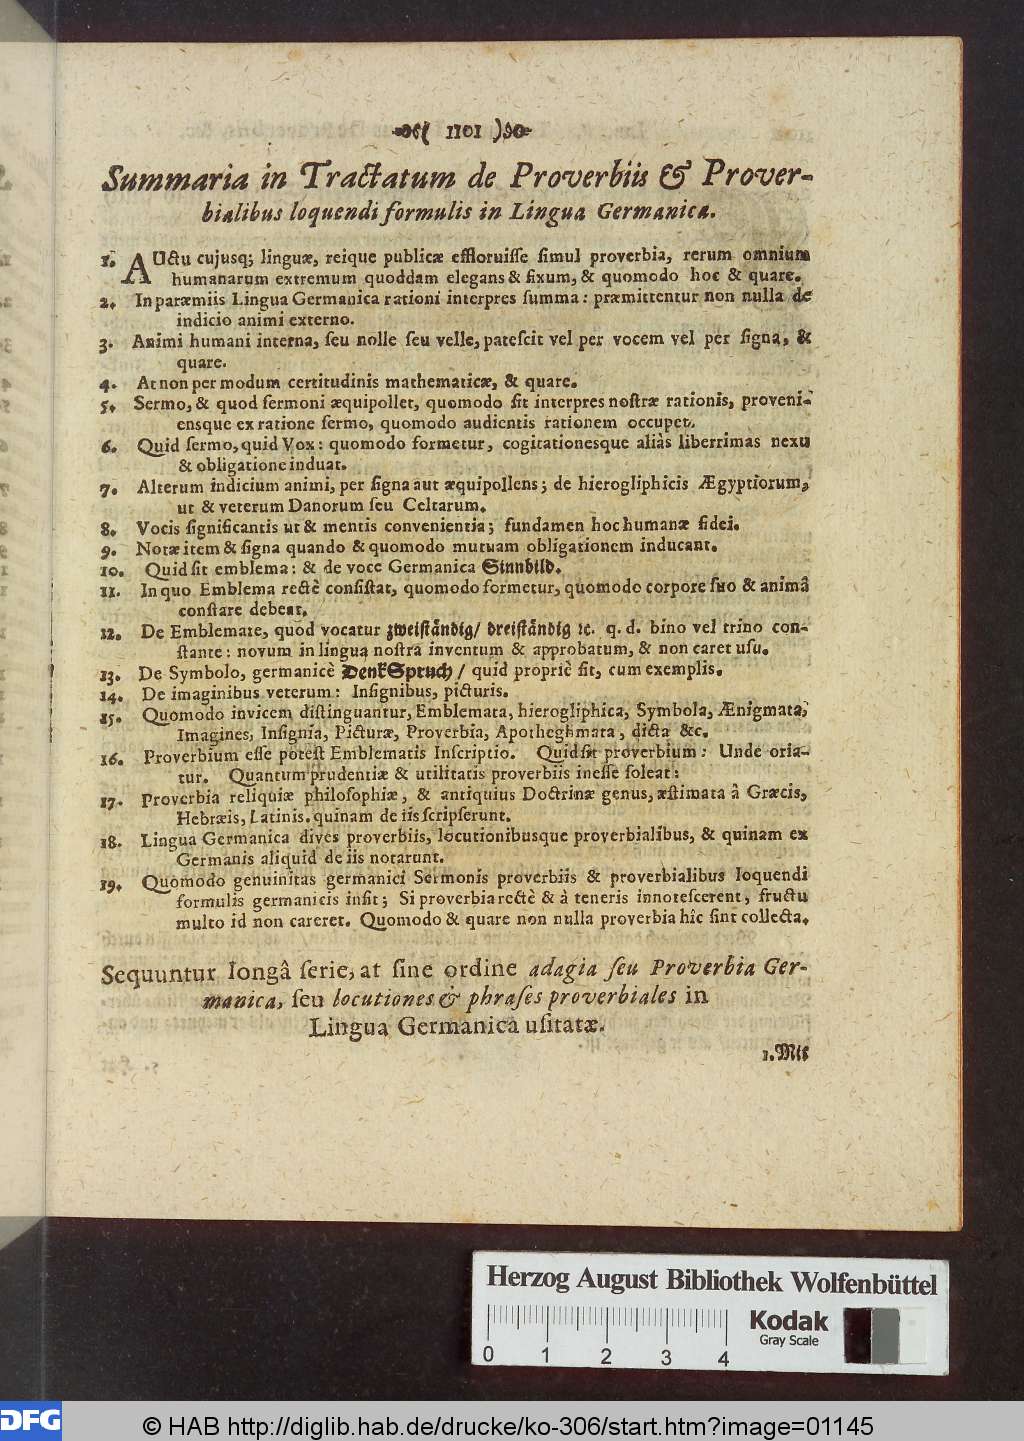 ( 1101 )
Summaria in Tractatum de Proverbiis & Prover-
bialibus loquendi formulis in Lingua Germanica.
1. AUctu cujusq; linguæ, reique publicæ effloruiſſe ſimul proverbia, rerum omnium
humanarum extremum quoddam elegans & fixum, & quomodo hoc & quare.
2. In parœmiis Lingua Germanica rationi interpres ſumma: præmittentur non nulla de
indicio animi externo.
3. Animi humani interna, ſeu nolle ſeu velle, pateſcit vel per vocem vel per ſigna, &
quare.
4. At non per modum certitudinis mathematicæ, & quare.
5. Sermo, & quod ſermoni æquipollet, quomodo ſit interpres noſtræ rationis, proveni-
ensque ex ratione ſermo, quomodo audientis rationem occupet.
6. Quid ſermo, quid Vox: quomodo formetur, cogitationesque aliàs liberrimas nexu
& obligatione induat.
7. Alterum indicium animi, per ſigna aut æquipollens; de hierogliphicis Ægyptiorum,
ut & veterum Danorum ſeu Celtarum.
8. Vocis ſignificantis ut & mentis convenientia; fundamen hoc humanæ fidei.
9. Notæ item & ſigna quando & quomodo mutuam obligationem inducant.
10. Quid ſit emblema: & de voce Germanica Sinnbild.
11. In quo Emblema rectè conſiſtat, quomodo formetur, quomodo corpore ſuo & animâ
conſtare debeat.
12. De Emblemate, quod vocatur zweiſtändig/ dreiſtändig ꝛc. q. d. bino vel trino con-
ſtante: novum in lingua noſtra inventum & approbatum, & non caret uſu.
13. De Symbolo, germanicè DenkSpruch / quid propriè ſit, cum exemplis.
14. De imaginibus veterum: Inſignibus, picturis.
15. Quomodo invicem diſtinguantur, Emblemata, hierogliphica, Symbola, Ænigmata,
Imagines, Inſignia, Picturæ, Proverbia, Apothegmata, dicta &c.
16. Proverbium eſſe poteſt Emblematis Inſcriptio. Quid ſit proverbium: Unde oria-
tur. Quantum prudentiæ & utilitatis proverbiis ineſſe ſoleat:
17. Proverbia reliquiæ philoſophiæ, & antiquius Doctrinæ genus, æſtimata â Græcis,
Hebræis, Latinis. quinam de iis ſcripſerunt.
18. Lingua Germanica dives proverbiis, locutionibusque proverbialibus, & quinam ex
Germanis aliquid de iis notarunt.
19. Quomodo genuinitas germanici Sermonis proverbiis & proverbialibus loquendi
formulis germanicis inſit; Si proverbia rectè & à teneris innoteſcerent, fructu
multo id non careret. Quomodo & quare non nulla proverbia hîc ſint collecta.
Sequuntur longâ ſerie, at ſine ordine adagia ſeu Proverbia Ger-
manica, ſeu locutiones & phraſes proverbiales in
Lingua Germanica uſitatæ.
1. Mit
Herzog August Bibliothek Wolfenbüttel
Kodak
Gray Scale
0 1 2 3 4
DFG © HAB http://diglib.hab.de/drucke/ko-306/start.htm?image=01145